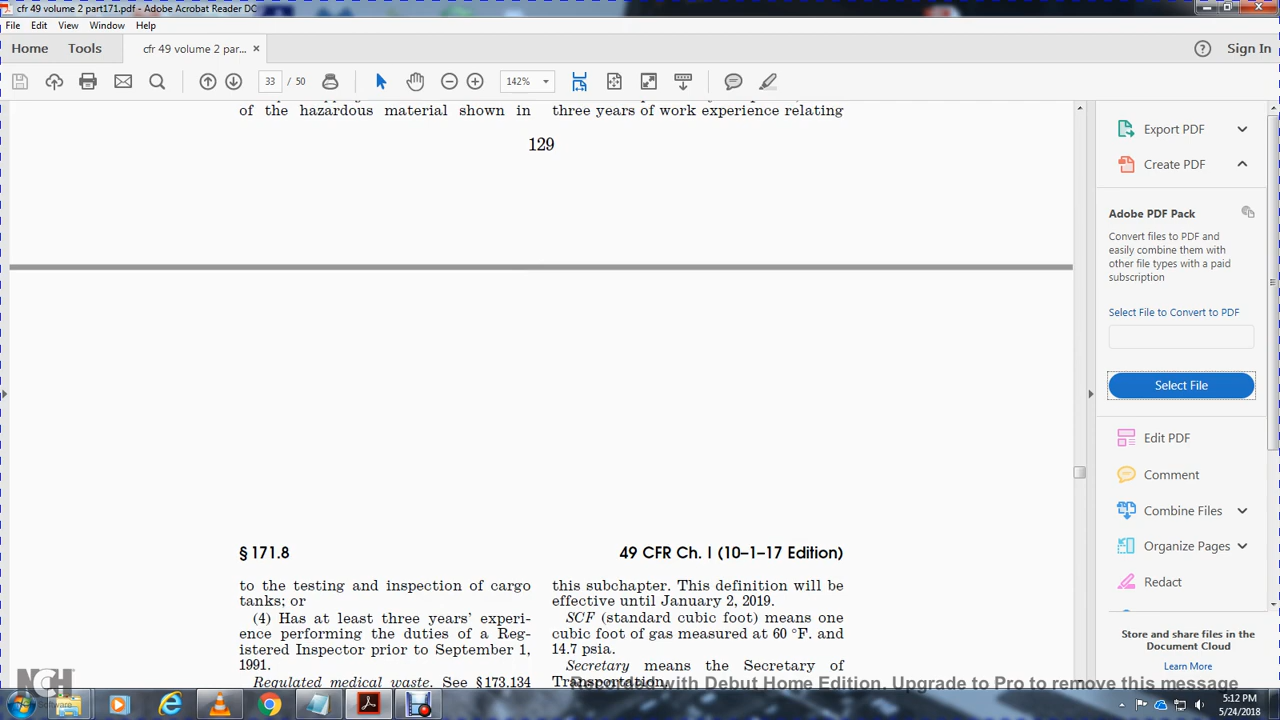 cfr 49 volume 2 part171.pdf - Adobe Acrobat Reader DC
File Edit View Window Help
Home Tools cfr 49 volume 2 par... × Sign In
33 / 50 142%
of the hazardous material shown in
three years of work experience relating
129
§ 171.8
49 CFR Ch. I (10–1–17 Edition)
to the testing and inspection of cargo
tanks; or
(4) Has at least three years' experi-
ence performing the duties of a Reg-
istered Inspector prior to September 1,
1991.
Regulated medical waste. See § 173.134
this subchapter. This definition will be
effective until January 2, 2019.
SCF (standard cubic foot) means one
cubic foot of gas measured at 60 °F. and
14.7 psia.
Secretary means the Secretary of
Transportation.
Export PDF
Create PDF
Adobe PDF Pack
Convert files to PDF and
easily combine them with
other file types with a paid
subscription
Select File to Convert to PDF
Select File
Edit PDF
Comment
Combine Files
Organize Pages
Redact
Store and share files in the
Document Cloud
Learn More
NCH
Software
with Debut Home Edition. Upgrade to Pro to remove this message
5:12 PM
5/24/2018